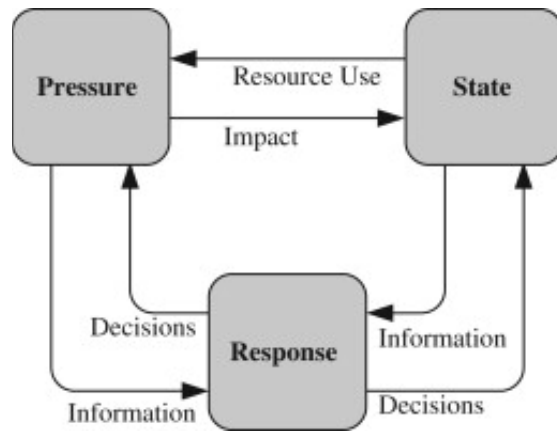 Resource Use
Pressure
State
Impact
Decisions
Information
Response
Information
Decisions